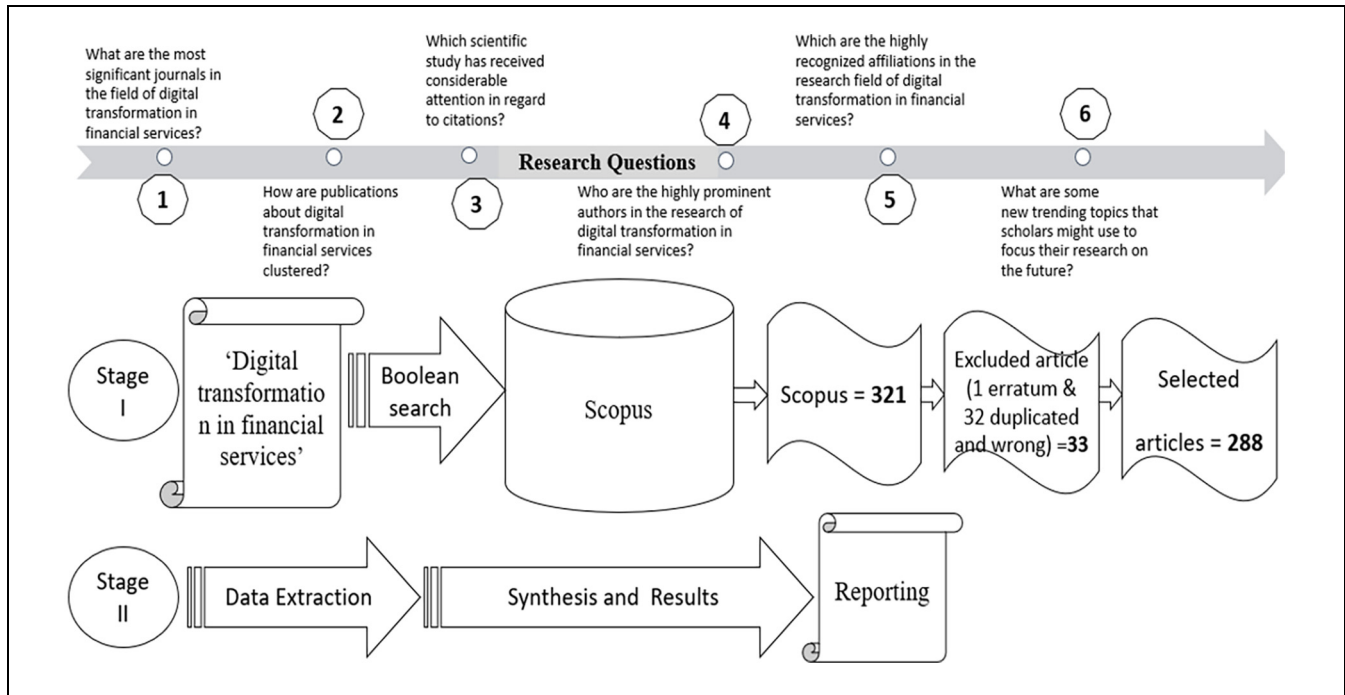 What are the most
significant journals in
the field of digital
transformation in
financial services?
1
2
How are publications
about digital
transformation in
financial services
clustered?
Which scientific
study has received
considerable
attention in regard
to citations?
3
Research Questions
4
Who are the highly prominent
authors in the research of
digital transformation in
financial services?
Which are the highly
recognized affiliations in the
research field of digital
transformation in financial
services?
5
6
What are some
new trending topics that
scholars might use to
focus their research on
the future?
Stage
I
‘Digital
transformatio
n in financial
services’
Boolean
search
Scopus
Scopus = 321
Excluded article
(1 erratum &
32 duplicated
and wrong) =33
Selected
articles = 288
Stage
II
Data Extraction
Synthesis and Results
Reporting